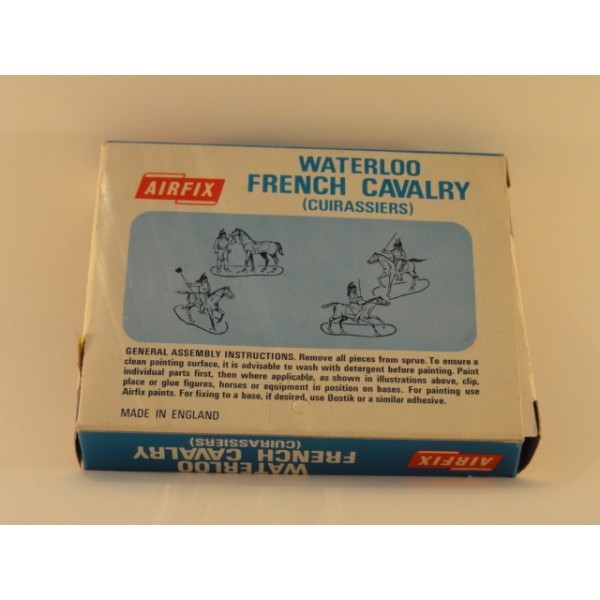 AIRFIX
WATERLOO
FRENCH CAVALRY
(CUIRASSIERS)
GENERAL ASSEMBLY INSTRUCTIONS. Remove all pieces from sprue. To ensure a
clean painting surface, it is advisable to wash with detergent before painting. Paint
individual parts first, then where applicable, as shown in illustrations above, clip,
place or glue figures, horses or equipment in position on bases. For painting use
Airfix paints. For fixing to a base, if desired, use Bostik or a similar adhesive.
MADE IN ENGLAND
WATERLOO
FRENCH CAVALRY
(CUIRASSIERS)
AIRFIX